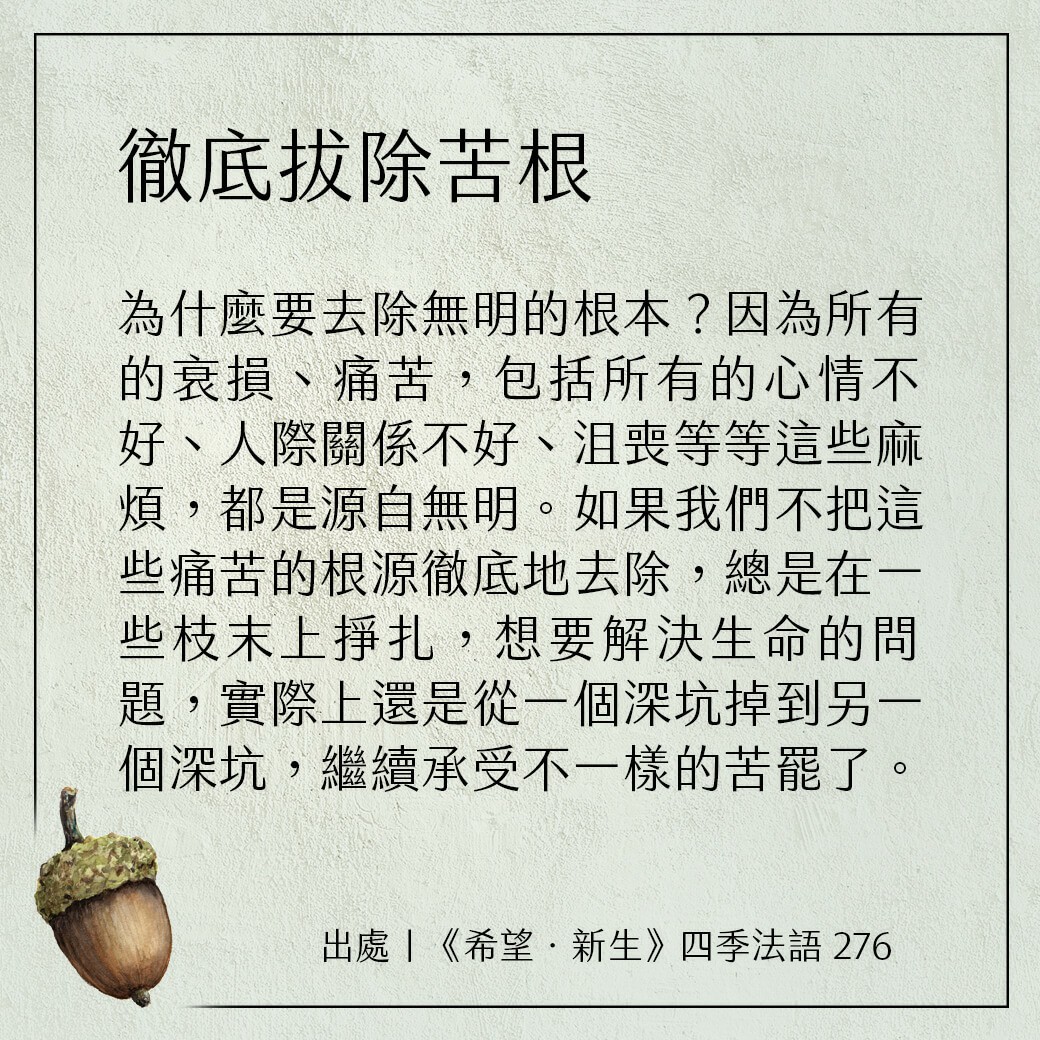 徹底拔除苦根
為什麼要去除無明的根本？因為所有
的衰損、痛苦，包括所有的心情不
好、人際關係不好、沮喪等等這些麻
煩，都是源自無明。如果我們不把這
些痛苦的根源徹底地去除，總是在一
些枝末上掙扎，想要解決生命的問
題，實際上還是從一個深坑掉到另一
個深坑，繼續承受不一樣的苦罷了。
出處｜《希望．新生》四季法語 276